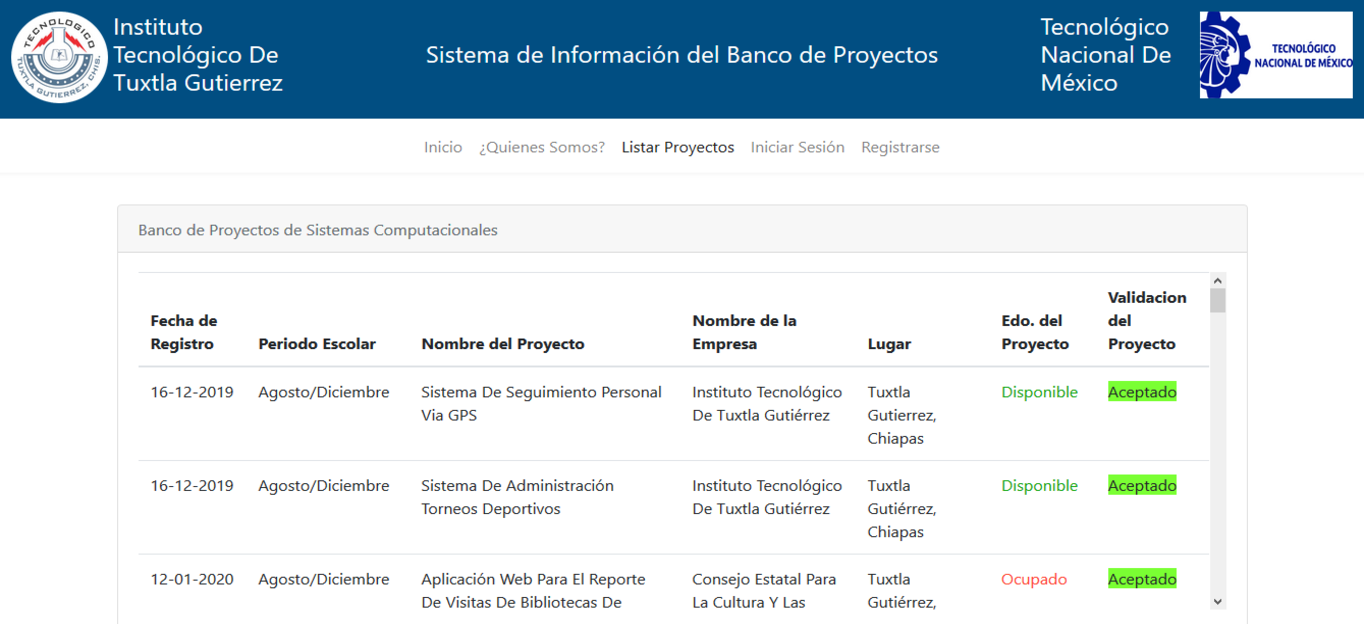 TECNOLOGICO
TUXTLA GUTIERREZ, CHIS.
Instituto
Tecnológico De
Tuxtla Gutierrez
Sistema de Información del Banco de Proyectos
Tecnológico
Nacional De
México
TECNOLÓGICO
NACIONAL DE MÉXICO
Inicio ¿Quienes Somos? Listar Proyectos Iniciar Sesión Registrarse
Banco de Proyectos de Sistemas Computacionales
Fecha de
Registro
Periodo Escolar
Nombre del Proyecto
Nombre de la
Empresa
Lugar
Edo. del
Proyecto
Validacion
del
Proyecto
16-12-2019
Agosto/Diciembre
Sistema De Seguimiento Personal
Via GPS
Instituto Tecnológico
De Tuxtla Gutiérrez
Tuxtla
Gutierrez,
Chiapas
Disponible
Aceptado
16-12-2019
Agosto/Diciembre
Sistema De Administración
Torneos Deportivos
Instituto Tecnológico
De Tuxtla Gutiérrez
Tuxtla
Gutiérrez,
Chiapas
Disponible
Aceptado
12-01-2020
Agosto/Diciembre
Aplicación Web Para El Reporte
De Visitas De Bibliotecas De
Consejo Estatal Para
La Cultura Y Las
Tuxtla
Gutiérrez,
Ocupado
Aceptado